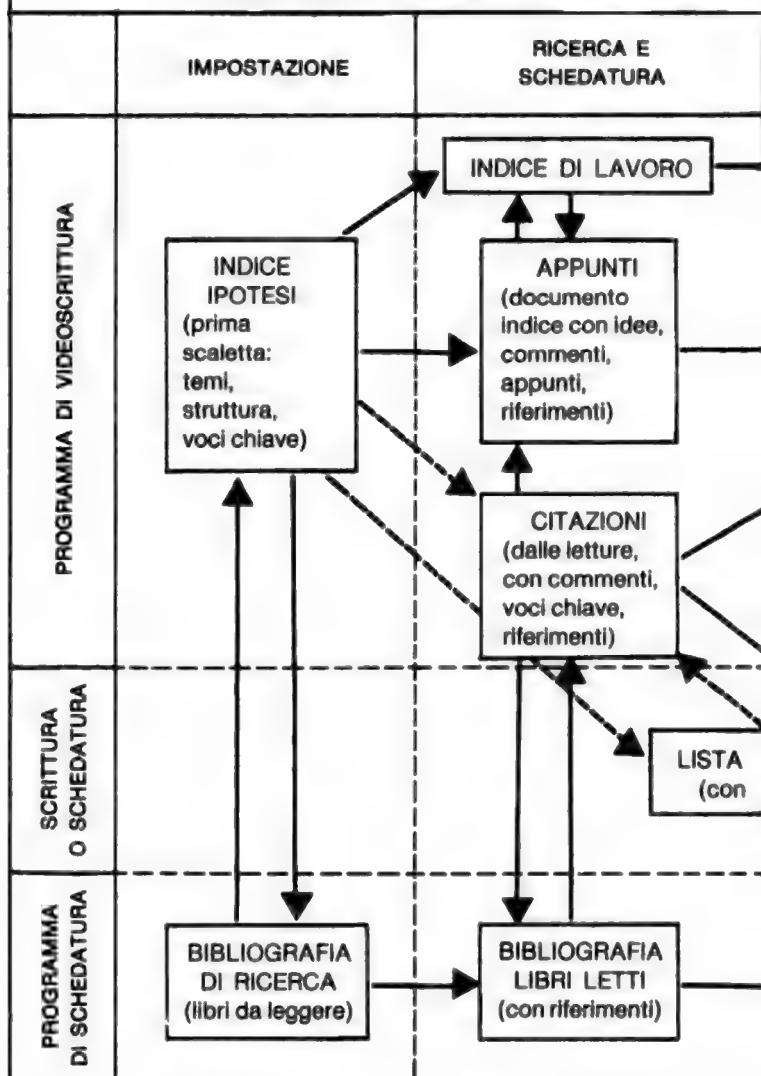 IMPOSTAZIONE
RICERCA E
SCHEDATURA
PROGRAMMA DI VIDEOSCRITTURA
INDICE DI LAVORO
INDICE
IPOTESI
(prima
scaletta:
temi,
struttura,
voci chiave)
APPUNTI
(documento
indice con idee,
commenti,
appunti,
riferimenti)
CITAZIONI
(dalle letture,
con commenti,
voci chiave,
riferimenti)
SCRITTURA
O SCHEDATURA
LISTA
(con
PROGRAMMA
DI SCHEDATURA
BIBLIOGRAFIA
DI RICERCA
(libri da leggere)
BIBLIOGRAFIA
LIBRI LETTI
(con riferimenti)